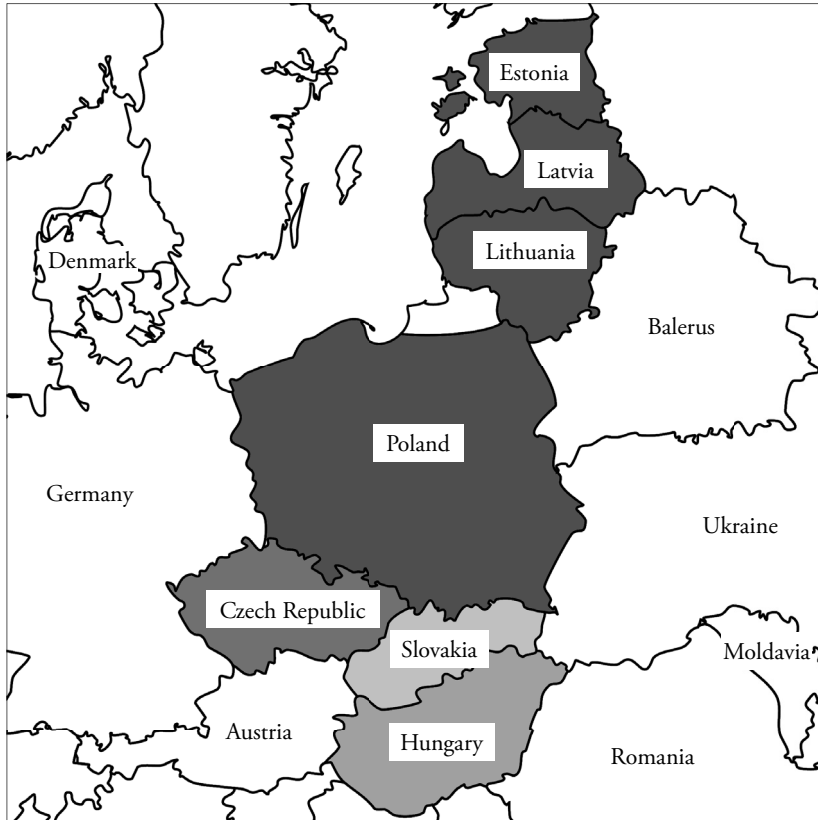 Estonia
Latvia
Lithuania
Denmark
Balerus
Poland
Germany
Ukraine
Czech Republic
Slovakia
Moldavia
Austria
Hungary
Romania